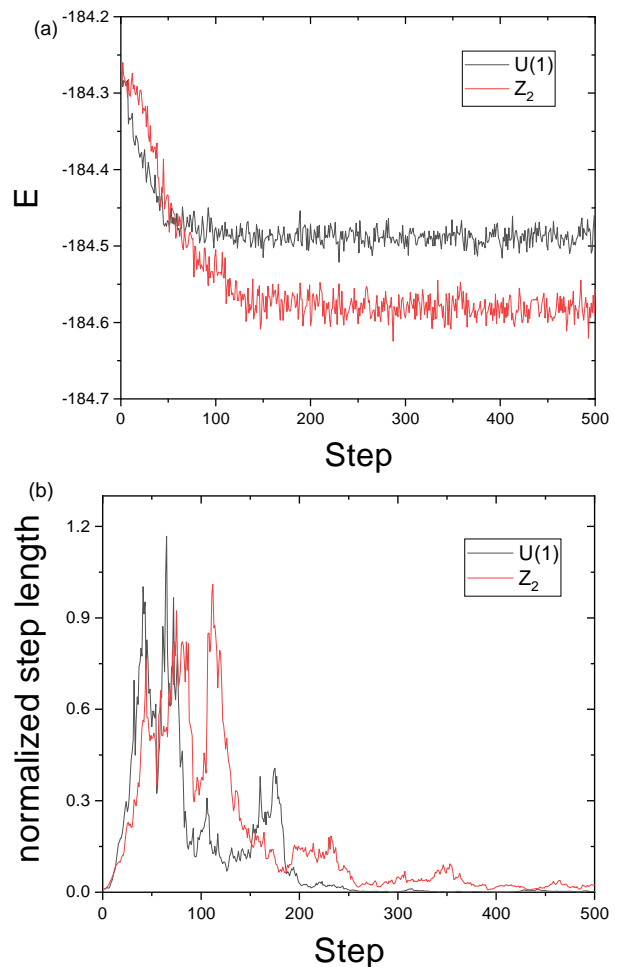 (a)
-184.2
-184.3
-184.4
-184.5
-184.6
-184.7
E
U(1)
Z2
0 100 200 300 400 500
Step
(b)
1.2
0.9
0.6
0.3
0.0
normalized step length
U(1)
Z2
0 100 200 300 400 500
Step